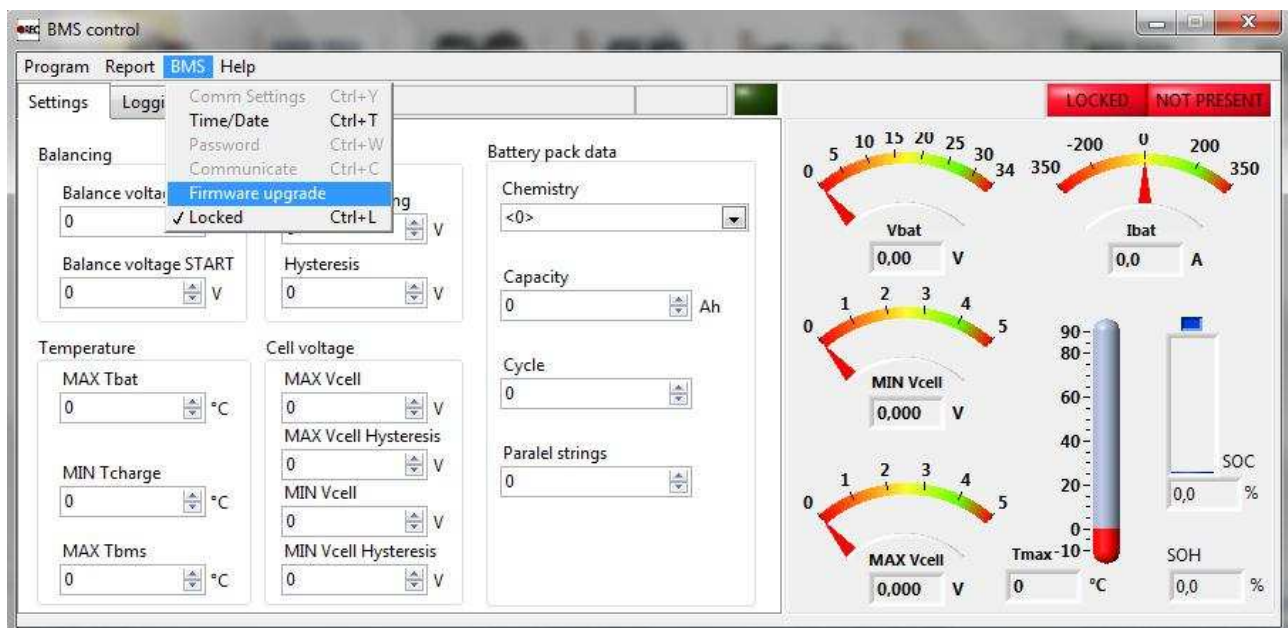 REC BMS control
Program Report BMS Help
Settings Loggi
Comm Settings Ctrl+Y
Time/Date Ctrl+T
Password Ctrl+W
Communicate Ctrl+C
Firmware upgrade
✓ Locked Ctrl+L
LOCKED NOT PRESENT
Balancing
Balance voltag
0
ng
V
Balance voltage START
0 V
Hysteresis
0 V
Temperature
MAX Tbat
0 °C
MIN Tcharge
0 °C
MAX Tbms
0 °C
Cell voltage
MAX Vcell
0 V
MAX Vcell Hysteresis
0 V
MIN Vcell
0 V
MIN Vcell Hysteresis
0 V
Battery pack data
Chemistry
<0>
Capacity
0 Ah
Cycle
0
Paralel strings
0
0 5 10 15 20 25 30 34
Vbat
0,00 V
350 -200 0 200 350
Ibat
0,0 A
0 1 2 3 4 5
MIN Vcell
0,000 V
0 1 2 3 4 5
MAX Vcell
0,000 V
90
80
60
40
20
0
-10
Tmax
0 °C
SOC
0,0 %
SOH
0,0 %